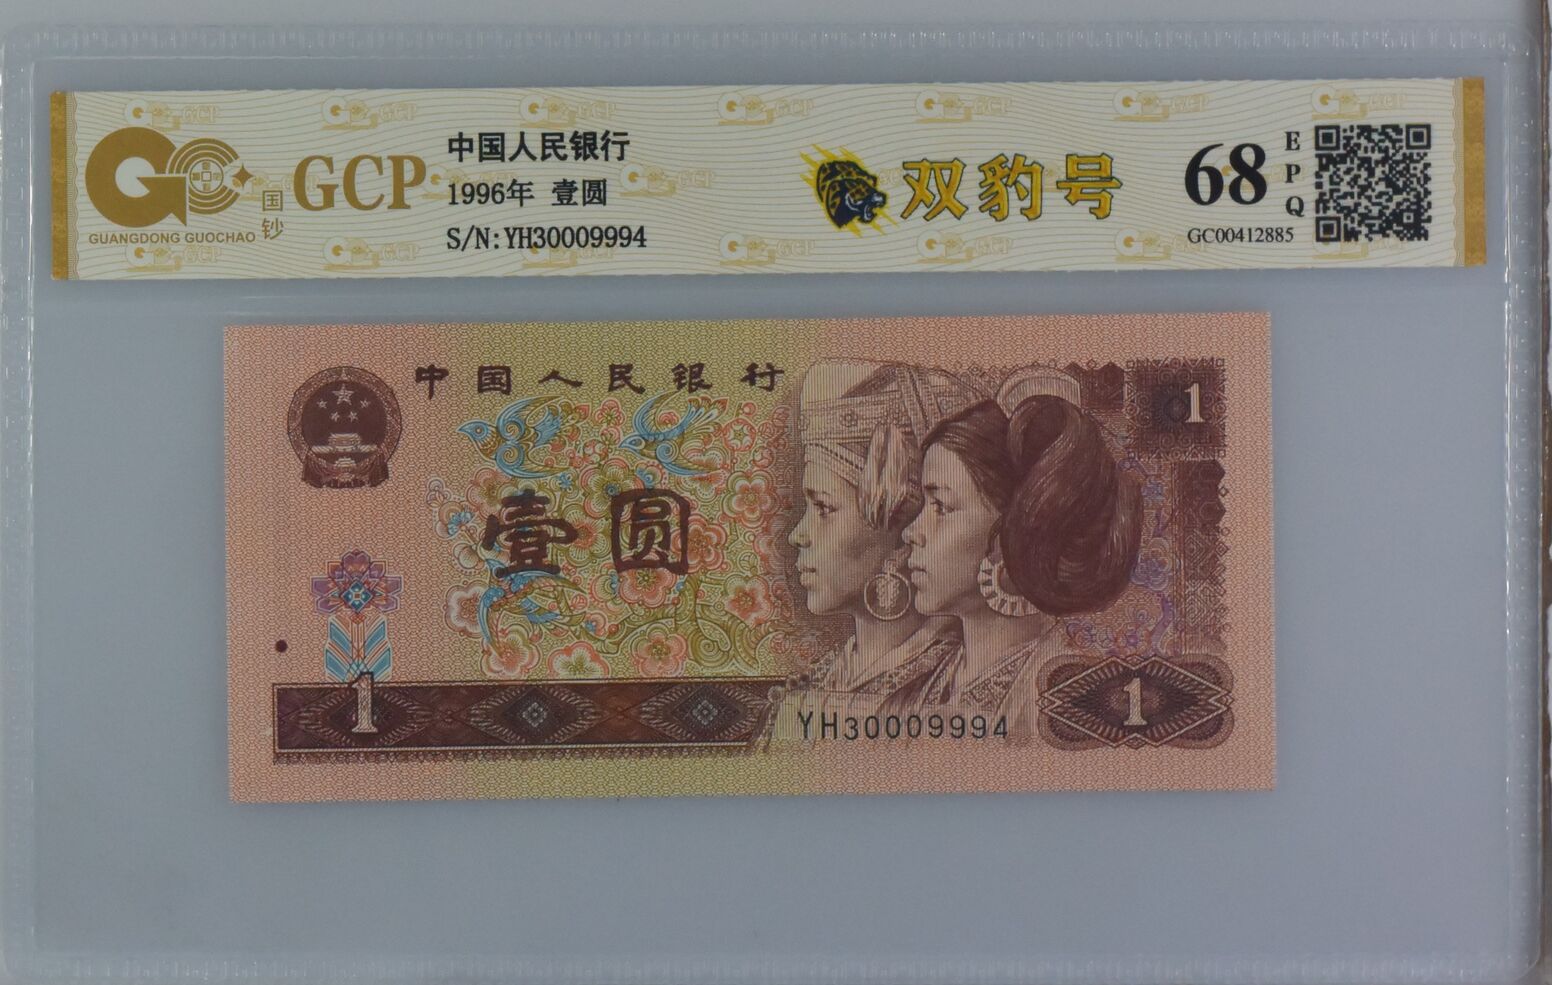 GCP
国钞
GUANGDONG GUOCHAO
中国人民银行
1996年 壹圆
S/N:YH30009994
双豹号
68
EPQ
GC00412885
中国人民银行
1
壹圆
1
YH30009994
1